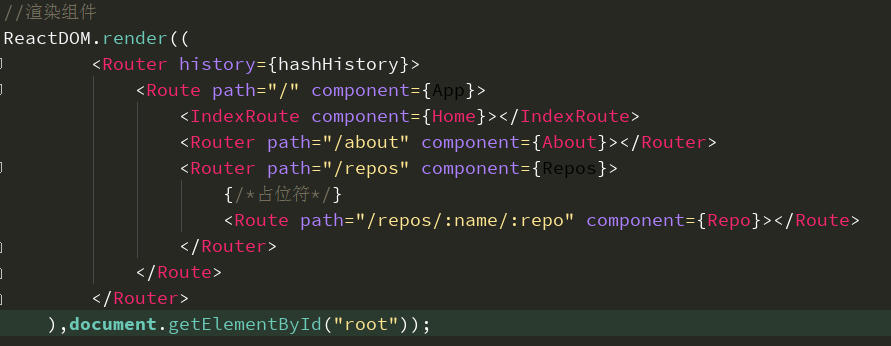 //渲染组件
ReactDOM.render((
        <Router history={hashHistory}>
            <Route path="/" component={App}>
                <IndexRoute component={Home}></IndexRoute>
                <Router path="/about" component={About}></Router>
                <Router path="/repos" component={Repos}>
                    {/*占位符*/}
                    <Route path="/repos/:name/:repo" component={Repo}></Route>
                </Router>
            </Route>
        </Router>
    ),document.getElementById("root"));